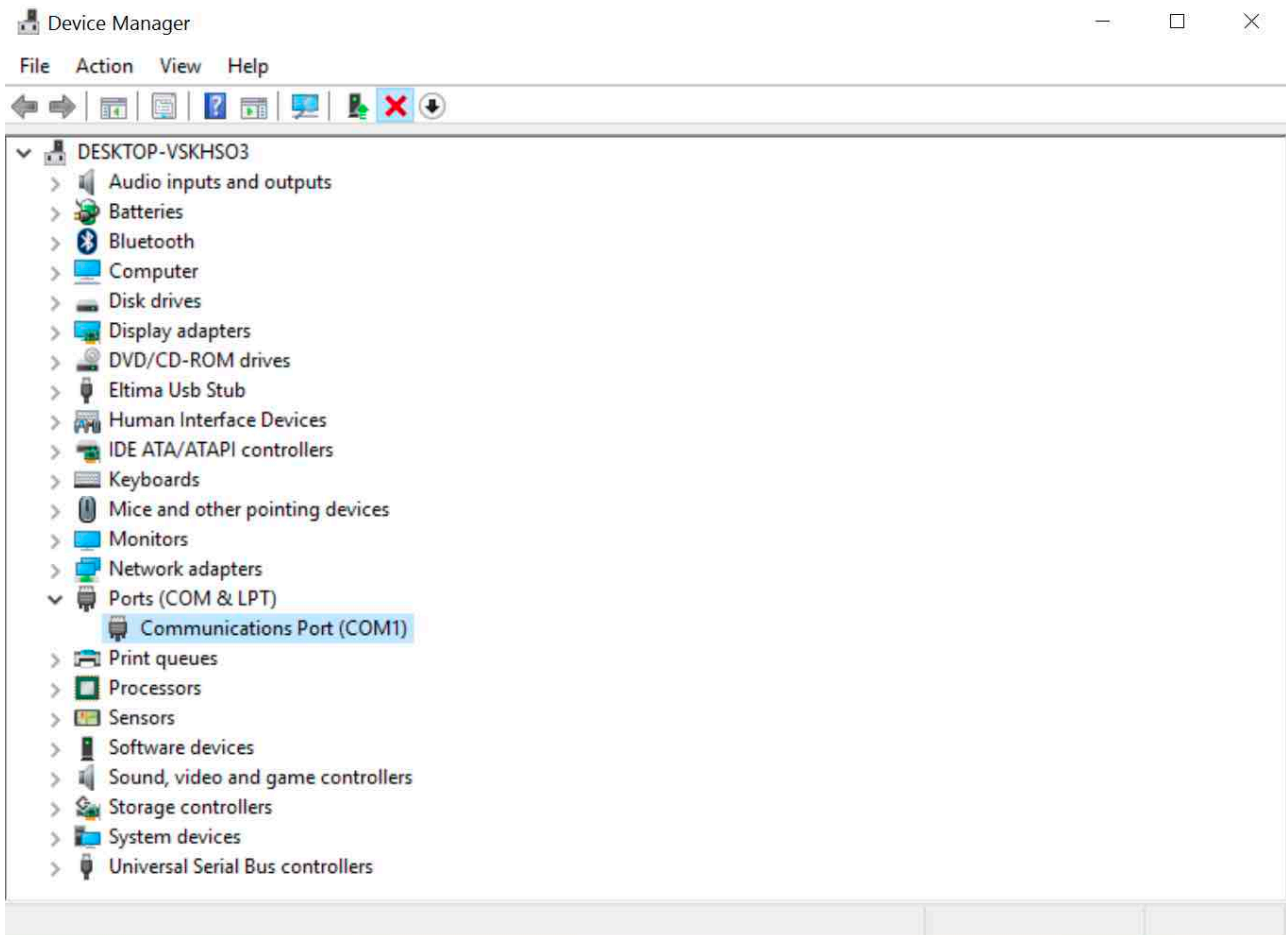 Device Manager
File Action View Help
DESKTOP-VSKHSO3
Audio inputs and outputs
Batteries
Bluetooth
Computer
Disk drives
Display adapters
DVD/CD-ROM drives
Eltima Usb Stub
Human Interface Devices
IDE ATA/ATAPI controllers
Keyboards
Mice and other pointing devices
Monitors
Network adapters
Ports (COM & LPT)
Communications Port (COM1)
Print queues
Processors
Sensors
Software devices
Sound, video and game controllers
Storage controllers
System devices
Universal Serial Bus controllers